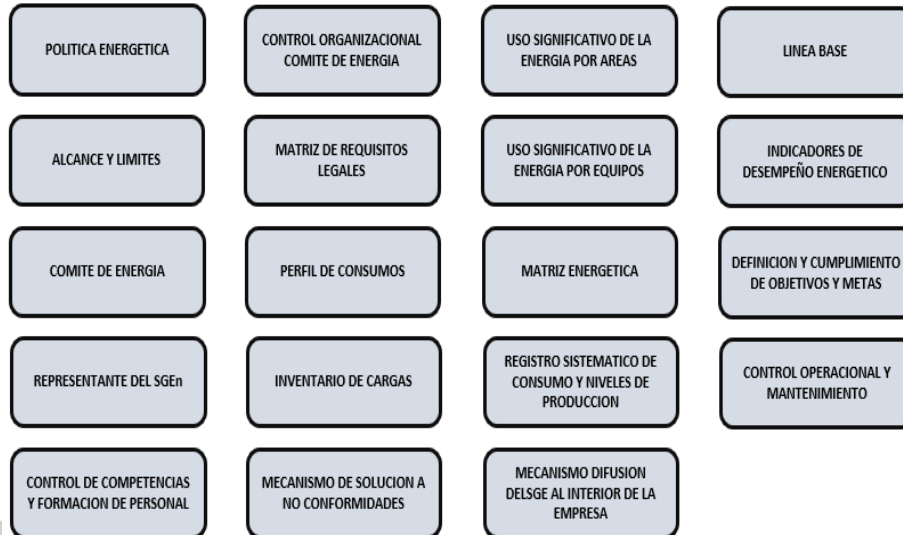 POLITICA ENERGETICA
CONTROL ORGANIZACIONAL
COMITE DE ENERGIA
USO SIGNIFICATIVO DE LA
ENERGIA POR AREAS
LINEA BASE
ALCANCE Y LIMITES
MATRIZ DE REQUISITOS
LEGALES
USO SIGNIFICATIVO DE LA
ENERGIA POR EQUIPOS
INDICADORES DE
DESEMPEÑO ENERGETICO
COMITE DE ENERGIA
PERFIL DE CONSUMOS
MATRIZ ENERGETICA
DEFINICION Y CUMPLIMIENTO
DE OBJETIVOS Y METAS
REPRESENTANTE DEL SGEn
INVENTARIO DE CARGAS
REGISTRO SISTEMATICO DE
CONSUMO Y NIVELES DE
PRODUCCION
CONTROL OPERACIONAL Y
MANTENIMIENTO
CONTROL DE COMPETENCIAS
Y FORMACION DE PERSONAL
MECANISMO DE SOLUCION A
NO CONFORMIDADES
MECANISMO DIFUSION
DELSGE AL INTERIOR DE LA
EMPRESA